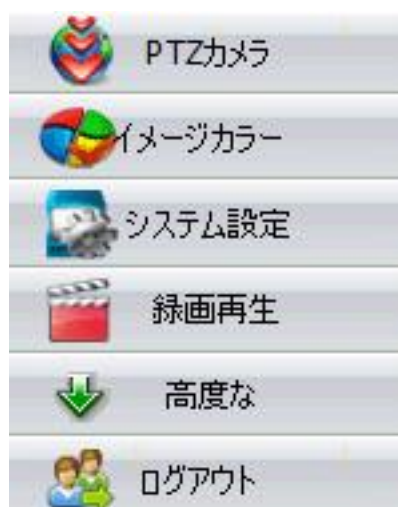 PTZカメラ
イメージカラー
システム設定
録画再生
高度な
ログアウト